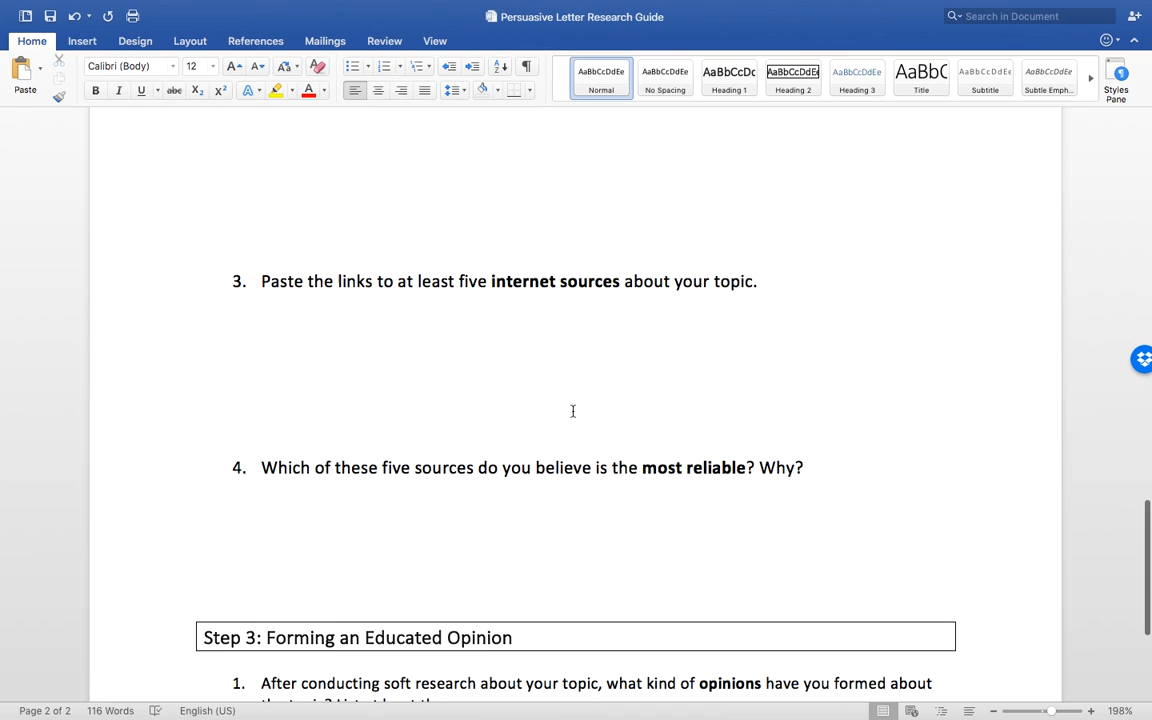 Persuasive Letter Research Guide
Search in Document
Home Insert Design Layout References Mailings Review View
Paste
Calibri (Body) 12
B I U abc X₂ X² A A
AaBbCcDdEe AaBbCcDdEe AaBbCcDc AaBbCcDdEe AaBbCcDdEe AaBbC AaBbCcDdEe AaBbCcDdEe
Normal No Spacing Heading 1 Heading 2 Heading 3 Title Subtitle Subtle Emph...
Styles
Pane
3. Paste the links to at least five internet sources about your topic.
4. Which of these five sources do you believe is the most reliable? Why?
Step 3: Forming an Educated Opinion
1. After conducting soft research about your topic, what kind of opinions have you formed about
Page 2 of 2 116 Words English (US) 198%